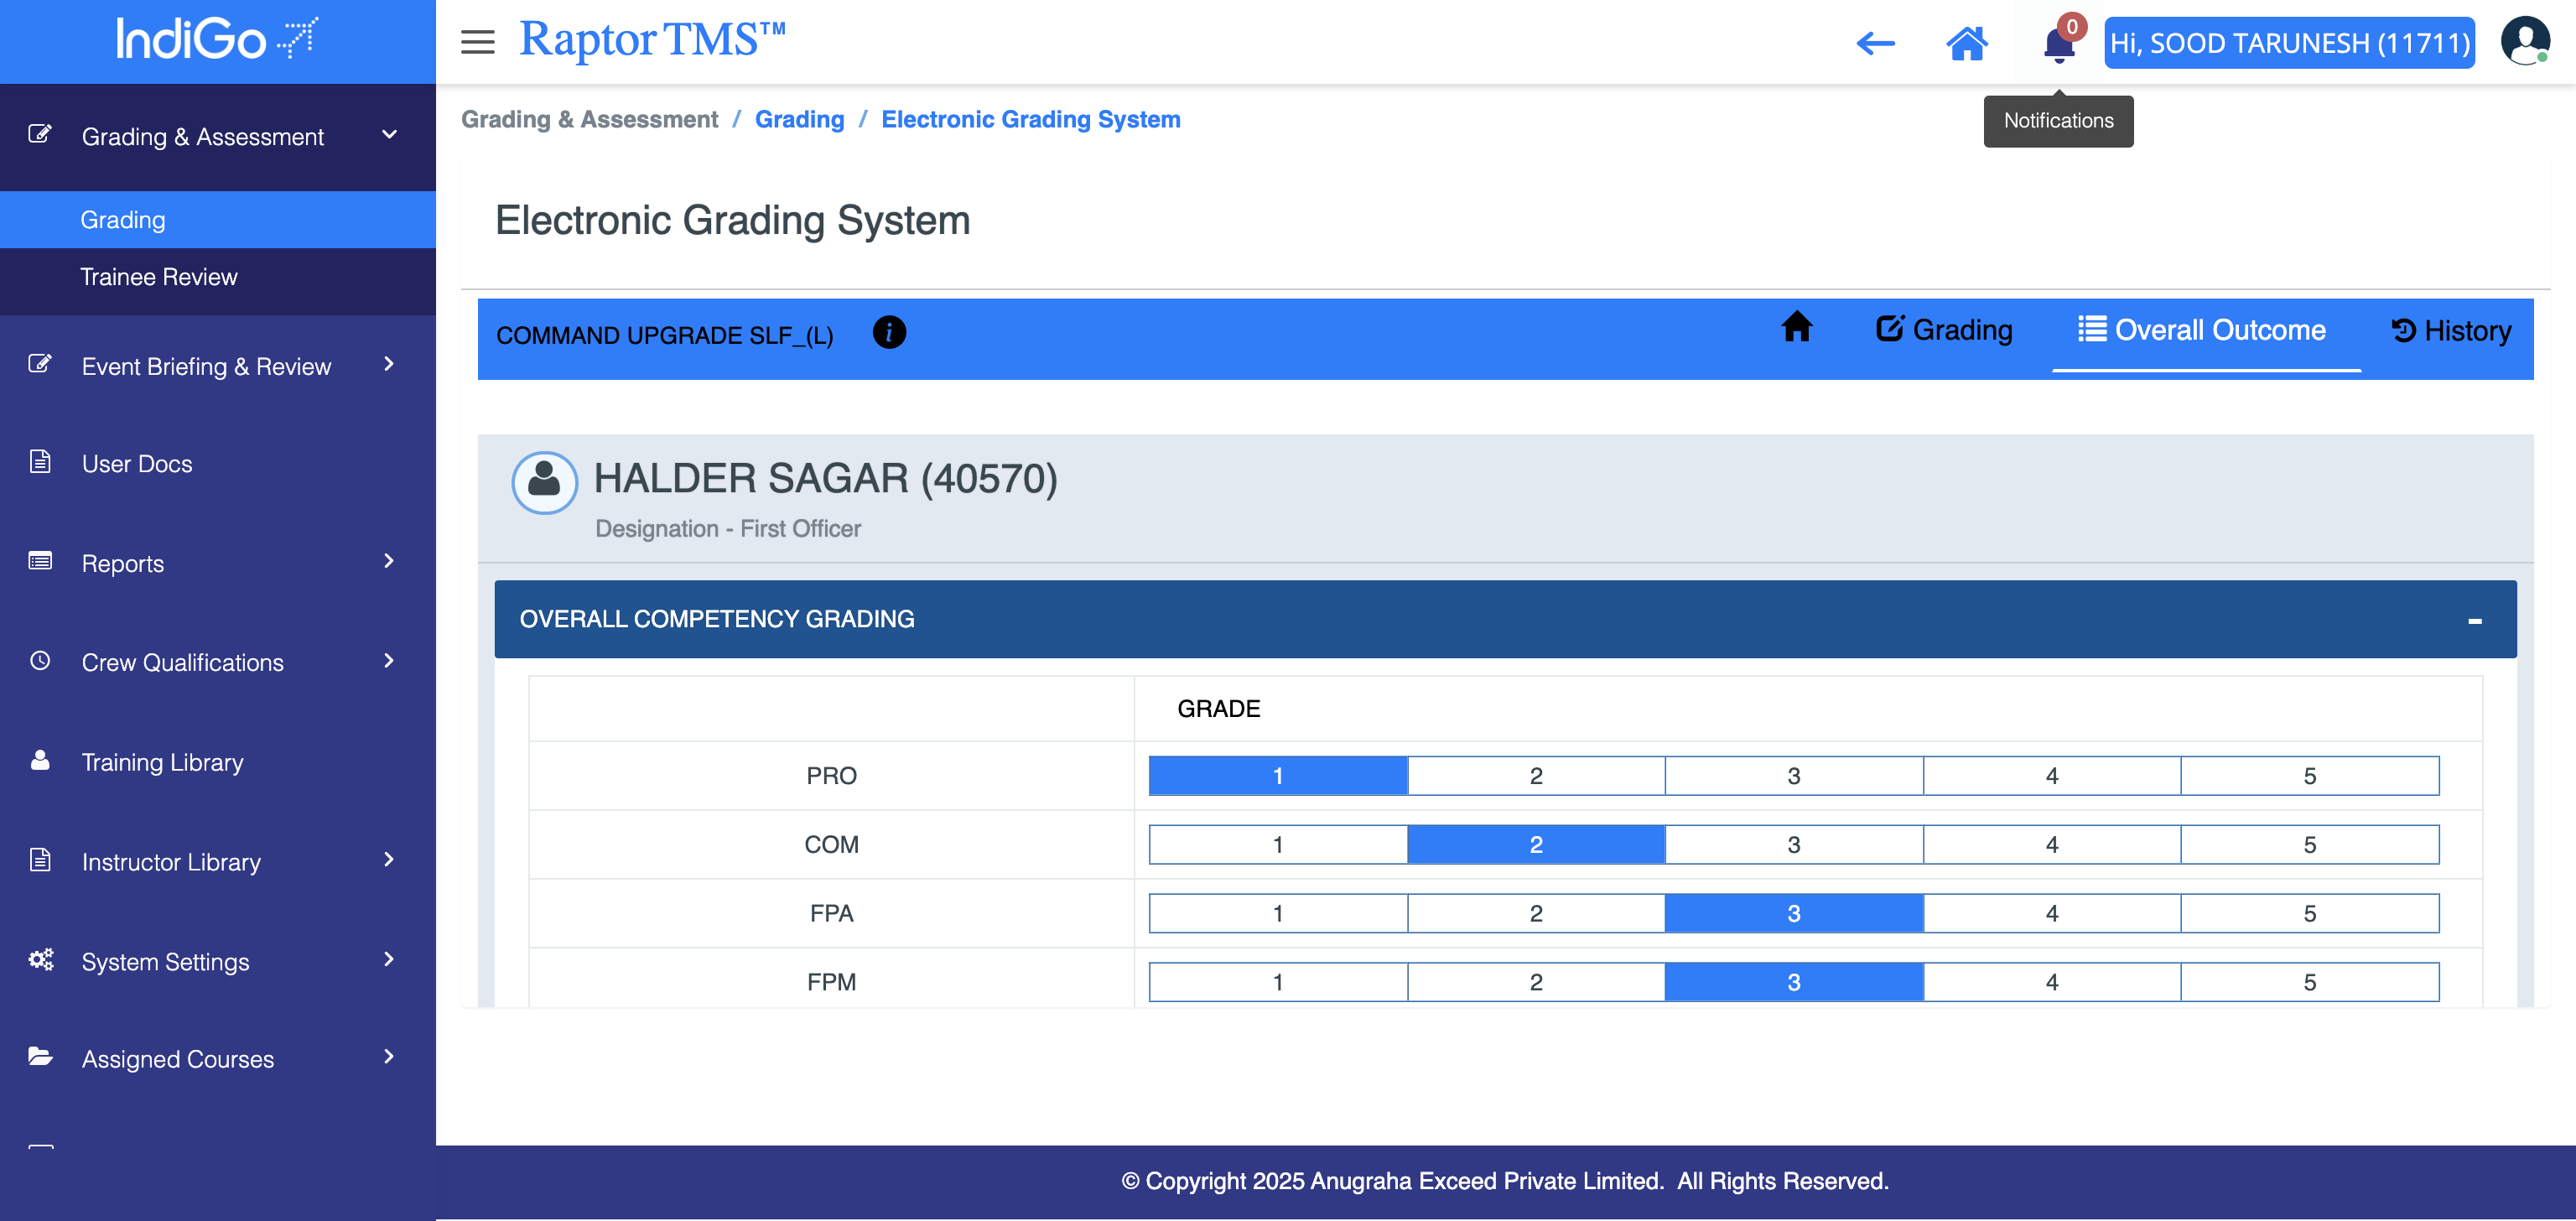 IndiGo
Raptor TMS™
0
Hi, SOOD TARUNESH (11711)
Notifications
Grading & Assessment
Grading
Trainee Review
Event Briefing & Review
User Docs
Reports
Crew Qualifications
Training Library
Instructor Library
System Settings
Assigned Courses
Grading & Assessment / Grading / Electronic Grading System
Electronic Grading System
COMMAND UPGRADE SLF_(L)
i
Grading
Overall Outcome
History
HALDER SAGAR (40570)
Designation - First Officer
OVERALL COMPETENCY GRADING
-
GRADE
PRO 1 2 3 4 5
COM 1 2 3 4 5
FPA 1 2 3 4 5
FPM 1 2 3 4 5
© Copyright 2025 Anugraha Exceed Private Limited. All Rights Reserved.